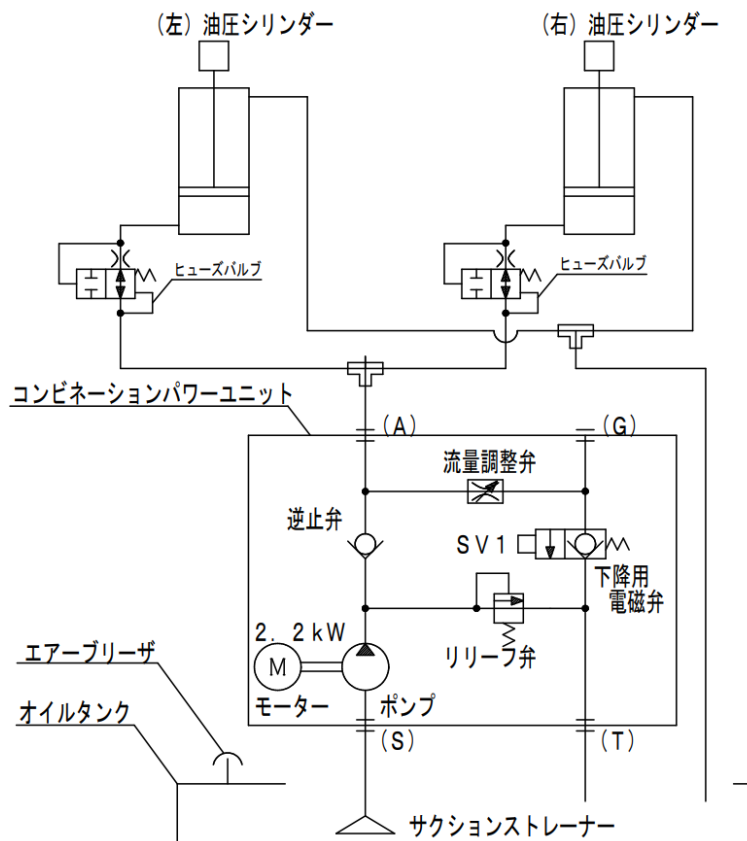 (左) 油圧シリンダー
(右) 油圧シリンダー
ヒューズバルブ
ヒューズバルブ
コンビネーションパワーユニット
(A)
(G)
流量調整弁
逆止弁
SV1
下降用
電磁弁
2. 2kW
リリーフ弁
エアーブリーザ
M
モーター
ポンプ
オイルタンク
(S)
(T)
サクションストレーナー